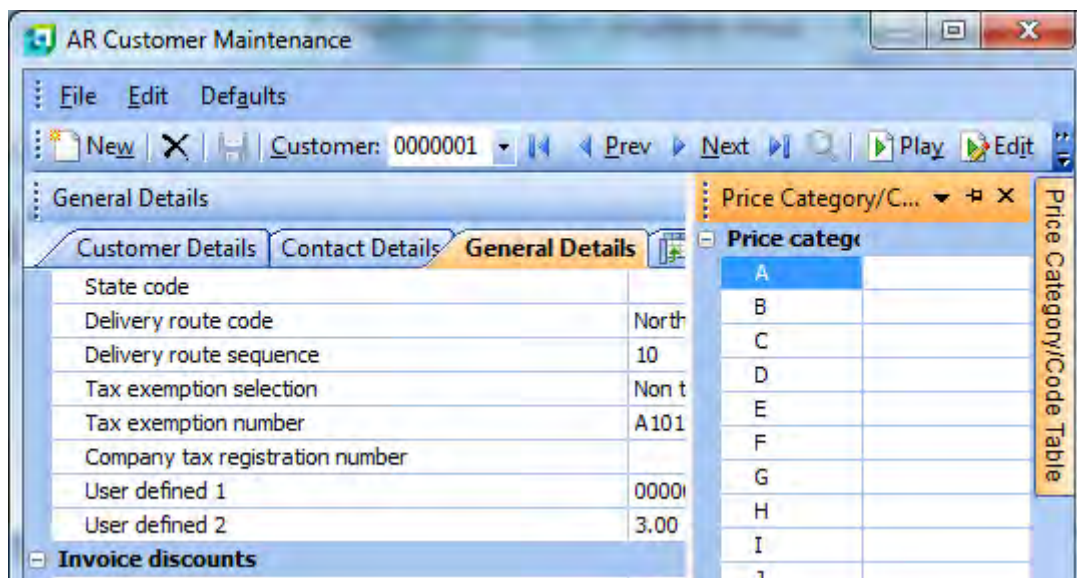 AR Customer Maintenance
File Edit Defaults
New Customer: 0000001 Prev Next Play Edit
General Details
Customer Details Contact Details General Details
State code
Delivery route code North
Delivery route sequence 10
Tax exemption selection Non t
Tax exemption number A101
Company tax registration number
User defined 1 0000
User defined 2 3.00
Invoice discounts
Price Category/C...
Price catego
A
B
C
D
E
F
G
H
I
Price Category/Code Table